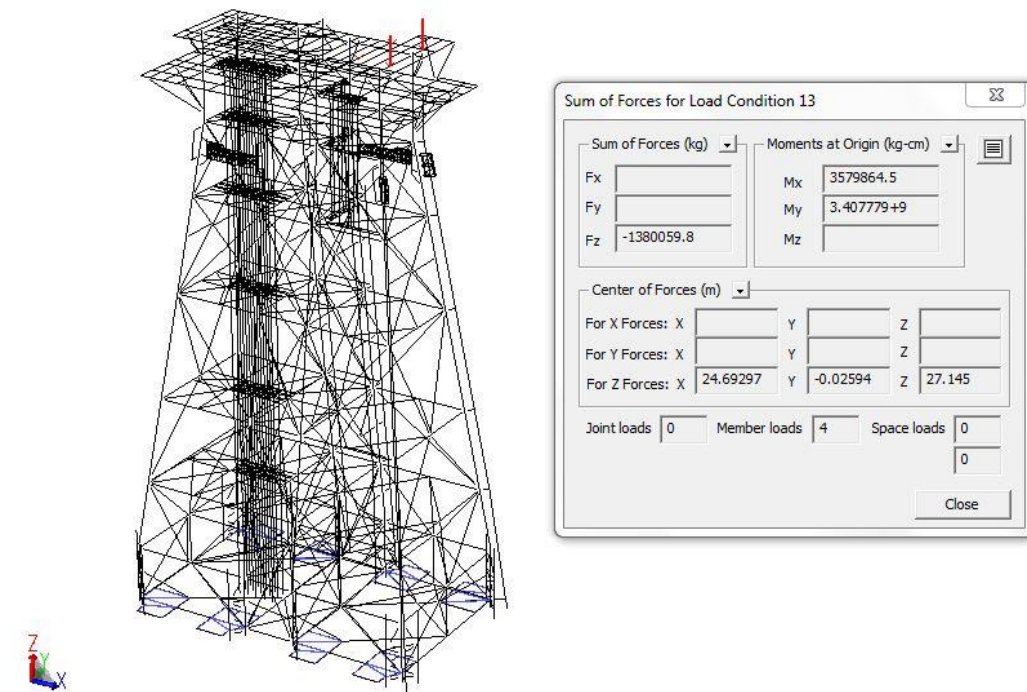 Sum of Forces for Load Condition 13
Sum of Forces (kg)
Fx
Fy
Fz -1380059.8
Moments at Origin (kg-cm)
Mx 3579864.5
My 3.407779+9
Mz
Center of Forces (m)
For X Forces: X Y Z
For Y Forces: X Y Z
For Z Forces: X 24.69297 Y -0.02594 Z 27.145
Joint loads 0 Member loads 4 Space loads 0
0
Close
Z
Y
X